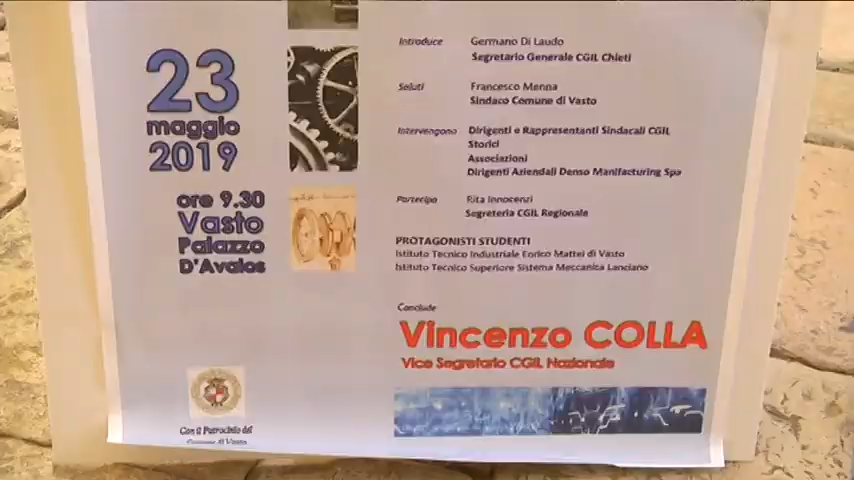 23
maggio
2019
ore 9.30
Vasto
Palazzo
D'Avalos
Con il Patrocinio del
Comune di Vasto
Introduce
Germano Di Laudo
Segretario Generale CGIL Chieti
Saluti
Francesco Menna
Sindaco Comune di Vasto
Intervengono
Dirigenti e Rappresentanti Sindacali CGIL
Storici
Associazioni
Dirigenti Aziendali Denso Manifacturing Spa
Partecipa
Rita Innocenzi
Segreteria CGIL Regionale
PROTAGONISTI STUDENTI
Istituto Tecnico Industriale Enrico Mattei di Vasto
Istituto Tecnico Superiore Sistema Meccanica Lanciano
Conclude
Vincenzo COLLA
Vice Segretario CGIL Nazionale